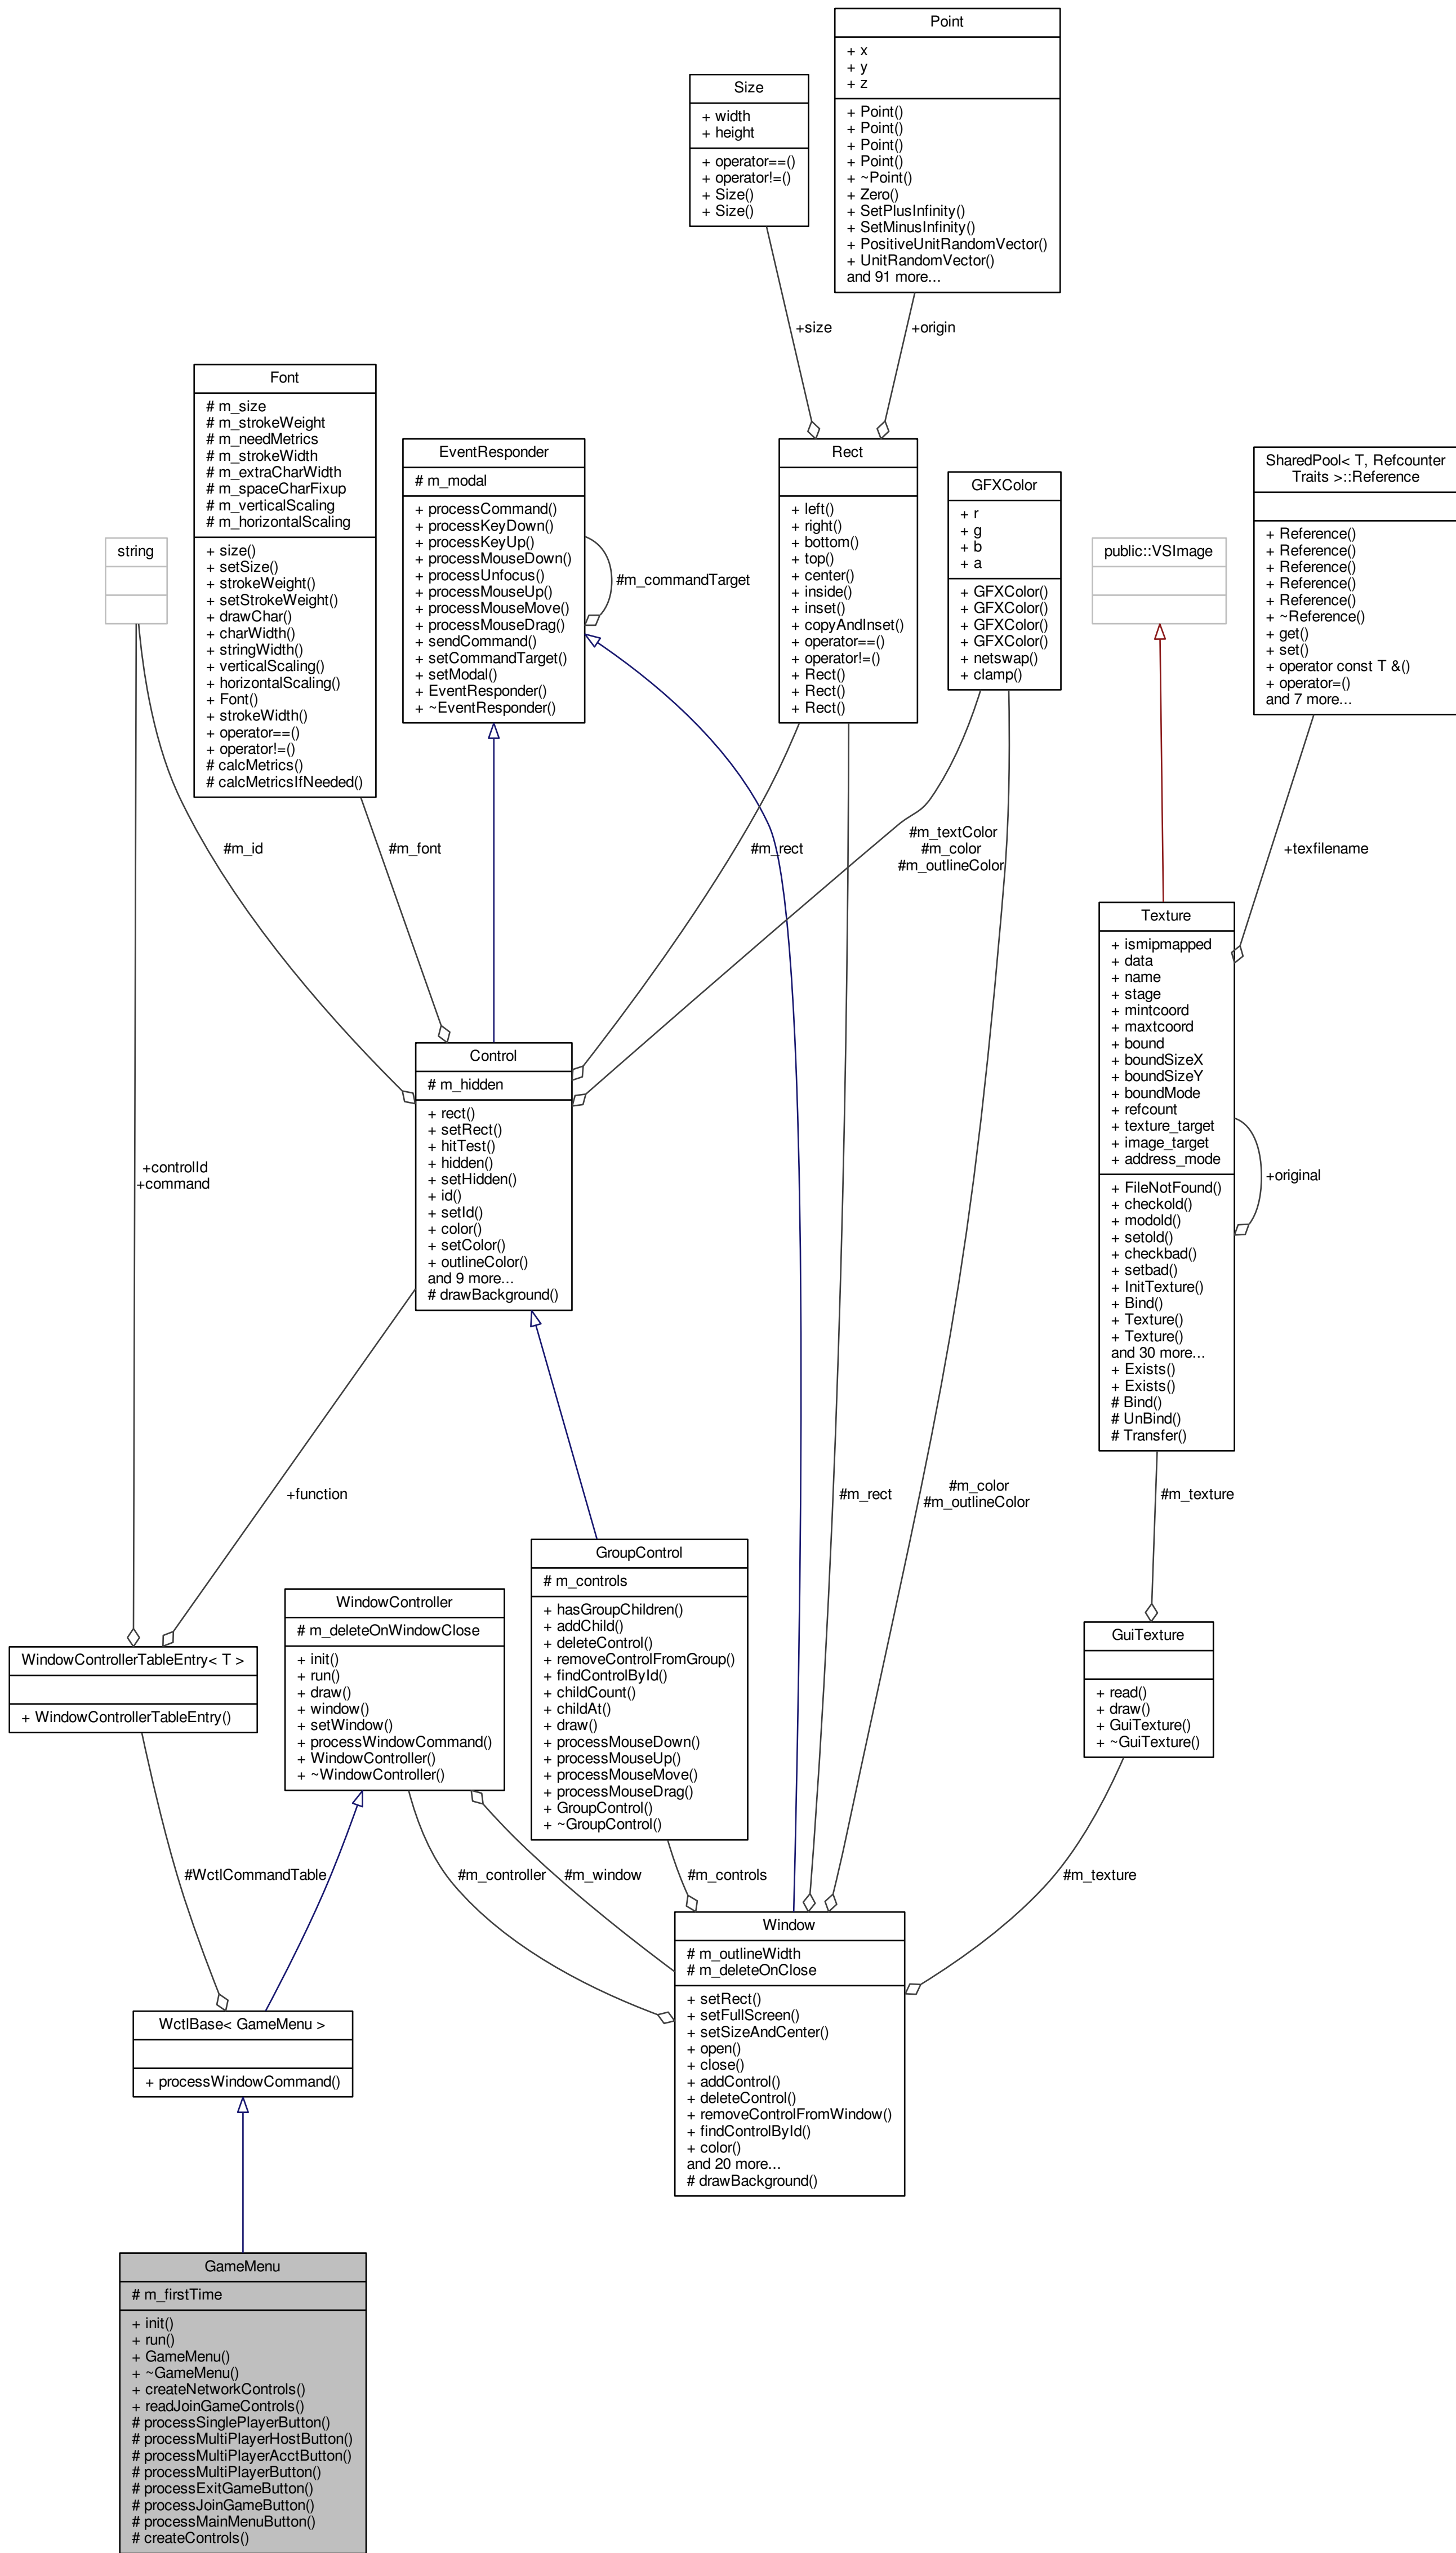 Point
+ x
+ y
+ z
+ Point()
+ Point()
+ Point()
+ Point()
+ ~Point()
+ Zero()
+ SetPlusInfinity()
+ SetMinusInfinity()
+ PositiveUnitRandomVector()
+ UnitRandomVector()
and 91 more...
Size
+ width
+ height
+ operator==()
+ operator!=()
+ Size()
+ Size()
+size
+origin
Font
# m_size
# m_strokeWeight
# m_needMetrics
# m_strokeWidth
# m_extraCharWidth
# m_spaceCharFixup
# m_verticalScaling
# m_horizontalScaling
+ size()
+ setSize()
+ strokeWeight()
+ setStrokeWeight()
+ drawChar()
+ charWidth()
+ stringWidth()
+ verticalScaling()
+ horizontalScaling()
+ Font()
+ strokeWidth()
+ operator==()
+ operator!=()
# calcMetrics()
# calcMetricsIfNeeded()
EventResponder
# m_modal
+ processCommand()
+ processKeyDown()
+ processKeyUp()
+ processMouseDown()
+ processUnfocus()
+ processMouseUp()
+ processMouseMove()
+ processMouseDrag()
+ sendCommand()
+ setCommandTarget()
+ setModal()
+ EventResponder()
+ ~EventResponder()
#m_commandTarget
Rect
+ left()
+ right()
+ bottom()
+ top()
+ center()
+ inside()
+ inset()
+ copyAndInset()
+ operator==()
+ operator!=()
+ Rect()
+ Rect()
+ Rect()
GFXColor
+ r
+ g
+ b
+ a
+ GFXColor()
+ GFXColor()
+ GFXColor()
+ GFXColor()
+ netswap()
+ clamp()
SharedPool< T, Refcounter
Traits >::Reference
+ Reference()
+ Reference()
+ Reference()
+ Reference()
+ Reference()
+ ~Reference()
+ get()
+ set()
+ operator const T &()
+ operator=()
and 7 more...
string
public::VSImage
#m_id
#m_font
#m_rect
#m_textColor
#m_color
#m_outlineColor
+texfilename
Texture
+ ismipmapped
+ data
+ name
+ stage
+ mintcoord
+ maxtcoord
+ bound
+ boundSizeX
+ boundSizeY
+ boundMode
+ refcount
+ texture_target
+ image_target
+ address_mode
+ FileNotFound()
+ checkold()
+ modold()
+ setold()
+ checkbad()
+ setbad()
+ InitTexture()
+ Bind()
+ Texture()
+ Texture()
and 30 more...
+ Exists()
+ Exists()
# Bind()
# UnBind()
# Transfer()
+original
Control
# m_hidden
+ rect()
+ setRect()
+ hitTest()
+ hidden()
+ setHidden()
+ id()
+ setId()
+ color()
+ setColor()
+ outlineColor()
and 9 more...
# drawBackground()
+controlId
+command
+function
#m_rect
#m_color
#m_outlineColor
#m_texture
GroupControl
# m_controls
+ hasGroupChildren()
+ addChild()
+ deleteControl()
+ removeControlFromGroup()
+ findControlById()
+ childCount()
+ childAt()
+ draw()
+ processMouseDown()
+ processMouseUp()
+ processMouseMove()
+ processMouseDrag()
+ GroupControl()
+ ~GroupControl()
WindowController
# m_deleteOnWindowClose
+ init()
+ run()
+ draw()
+ window()
+ setWindow()
+ processWindowCommand()
+ WindowController()
+ ~WindowController()
WindowControllerTableEntry< T >
+ WindowControllerTableEntry()
GuiTexture
+ read()
+ draw()
+ GuiTexture()
+ ~GuiTexture()
#WctlCommandTable
#m_controller
#m_window
#m_controls
#m_texture
Window
# m_outlineWidth
# m_deleteOnClose
+ setRect()
+ setFullScreen()
+ setSizeAndCenter()
+ open()
+ close()
+ addControl()
+ deleteControl()
+ removeControlFromWindow()
+ findControlById()
+ color()
and 20 more...
# drawBackground()
WctlBase< GameMenu >
+ processWindowCommand()
GameMenu
# m_firstTime
+ init()
+ run()
+ GameMenu()
+ ~GameMenu()
+ createNetworkControls()
+ readJoinGameControls()
# processSinglePlayerButton()
# processMultiPlayerHostButton()
# processMultiPlayerAcctButton()
# processMultiPlayerButton()
# processExitGameButton()
# processJoinGameButton()
# processMainMenuButton()
# createControls()